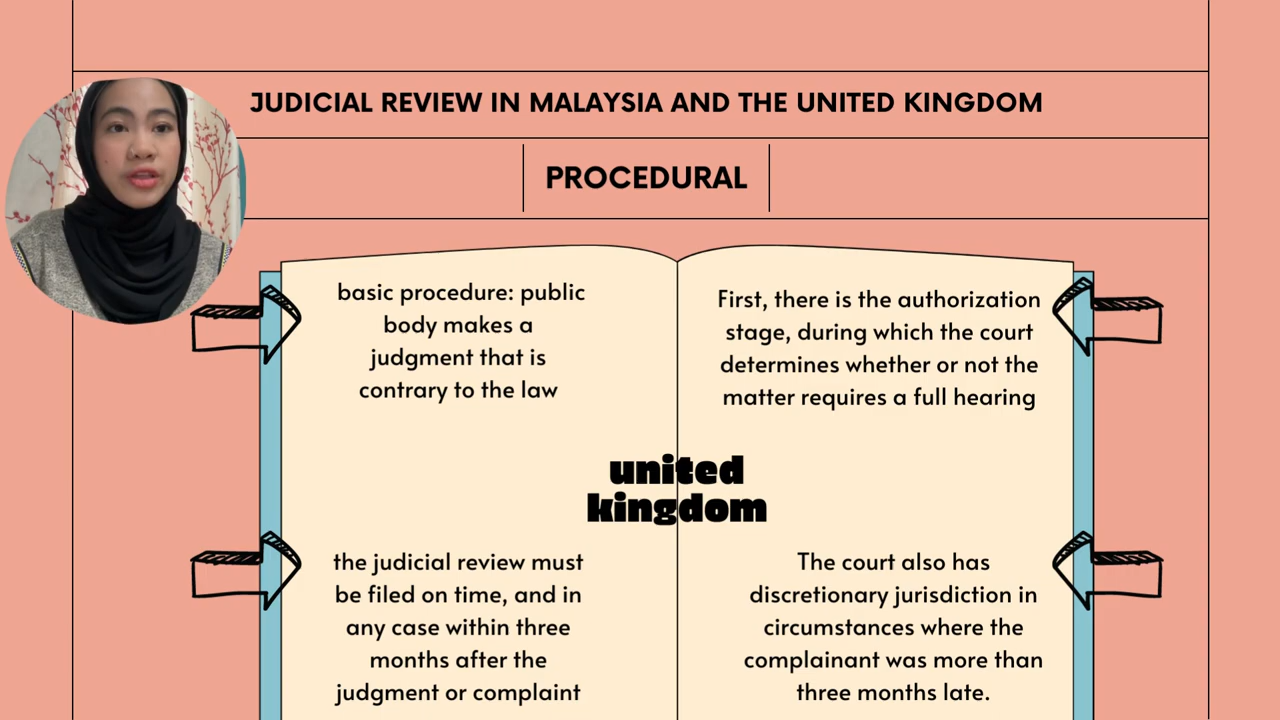 JUDICIAL REVIEW IN MALAYSIA AND THE UNITED KINGDOM
PROCEDURAL
basic procedure: public
body makes a
judgment that is
contrary to the law
First, there is the authorization
stage, during which the court
determines whether or not the
matter requires a full hearing
united
kingdom
the judicial review must
be filed on time, and in
any case within three
months after the
judgment or complaint
The court also has
discretionary jurisdiction in
circumstances where the
complainant was more than
three months late.